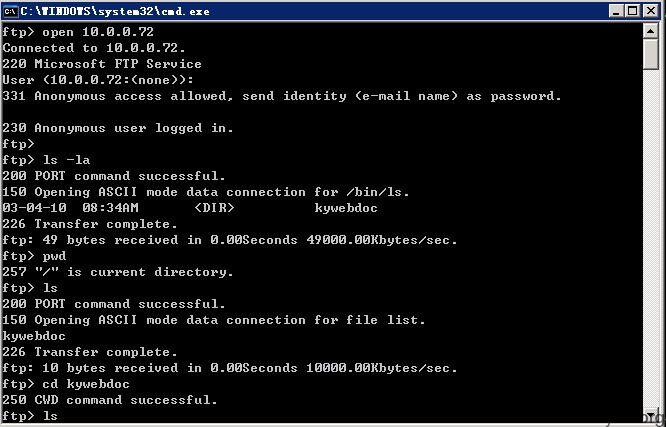 C:\WINDOWS\system32\cmd.exe
ftp> open 10.0.0.72
Connected to 10.0.0.72.
220 Microsoft FTP Service
User (10.0.0.72:(none)):
331 Anonymous access allowed, send identity (e-mail name) as password.
230 Anonymous user logged in.
ftp>
ftp> ls -la
200 PORT command successful.
150 Opening ASCII mode data connection for /bin/ls.
03-04-10  08:34AM       <DIR>          kywebdoc
226 Transfer complete.
ftp: 49 bytes received in 0.00Seconds 49000.00Kbytes/sec.
ftp> pwd
257 "/" is current directory.
ftp> ls
200 PORT command successful.
150 Opening ASCII mode data connection for file list.
kywebdoc
226 Transfer complete.
ftp: 10 bytes received in 0.00Seconds 10000.00Kbytes/sec.
ftp> cd kywebdoc
250 CWD command successful.
ftp> ls